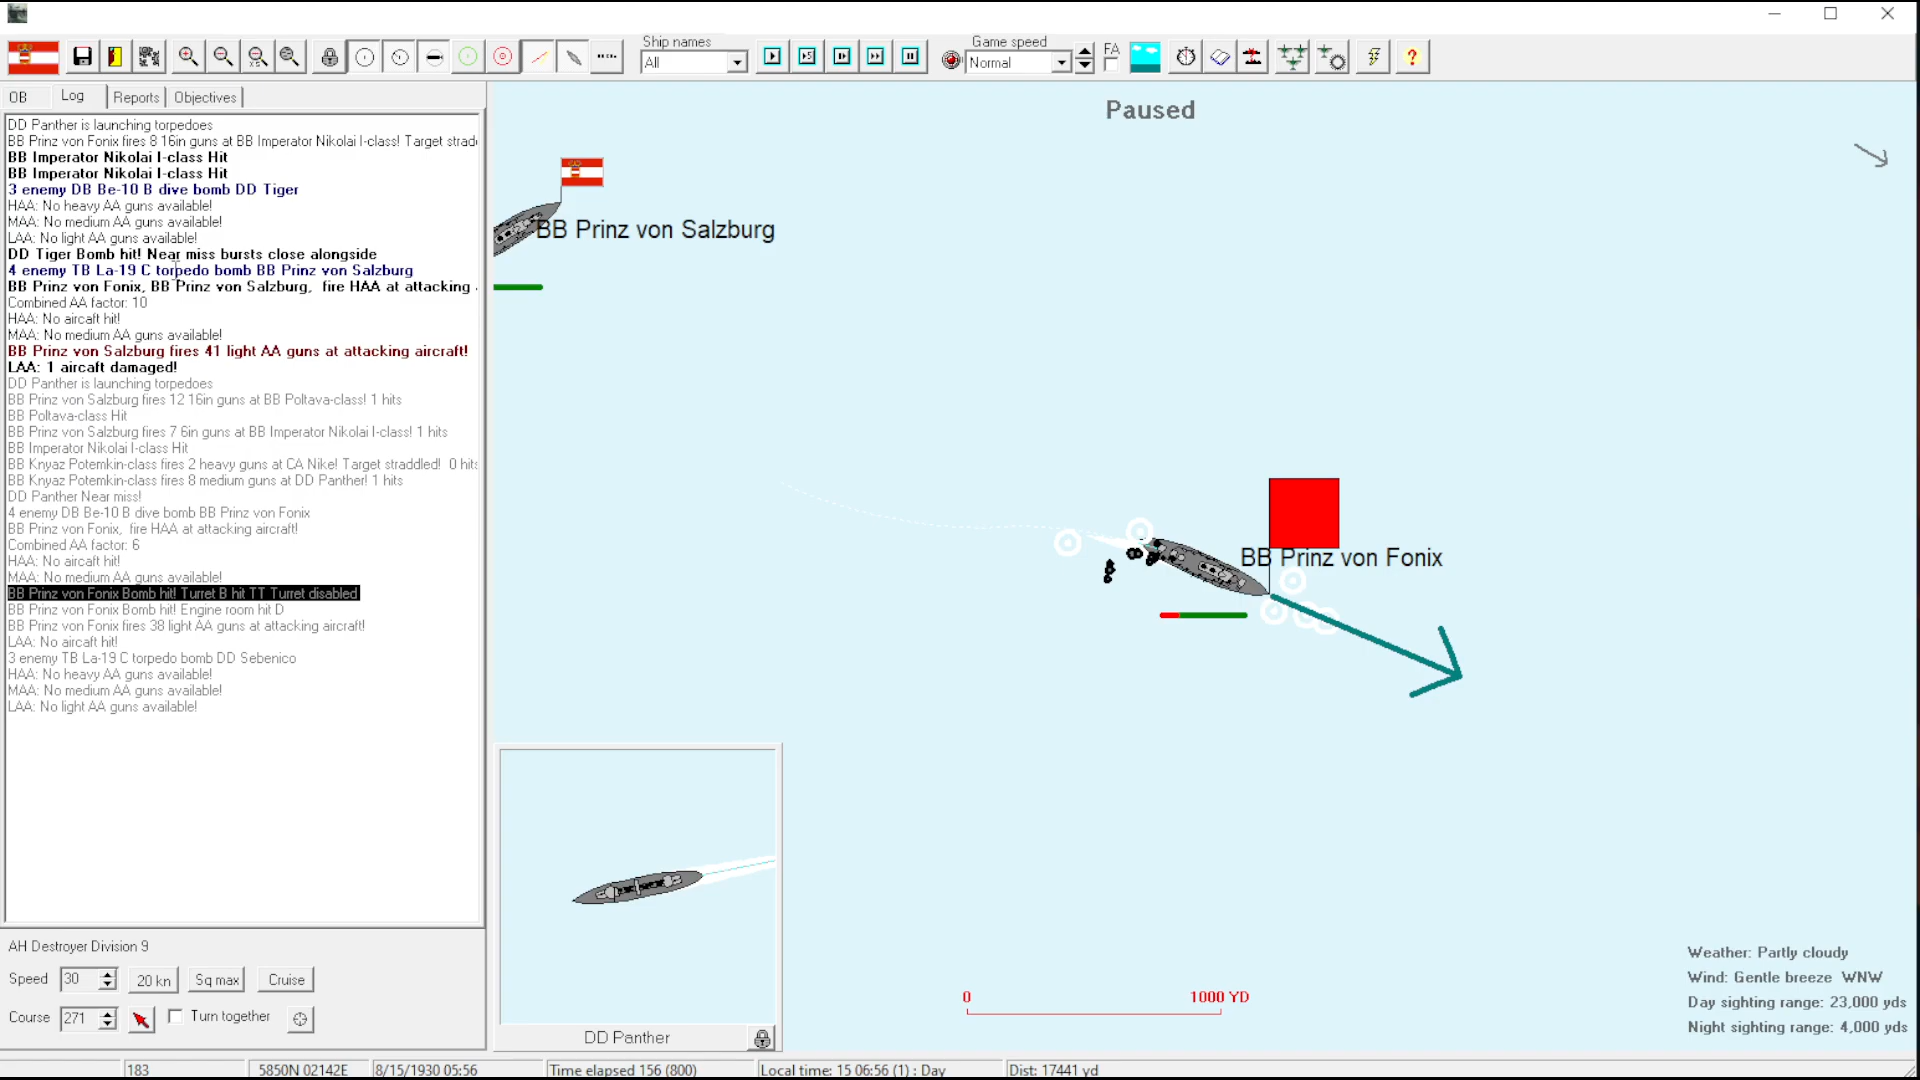 Ship names
All
Game speed
Normal
FA
OB
Log
Reports
Objectives
DD Panther is launching torpedoes
BB Prinz von Fonix fires 8 16in guns at BB Imperator Nikolai I-class! Target strad
BB Imperator Nikolai I-class Hit
BB Imperator Nikolai I-class Hit
3 enemy DB Be-10 B dive bomb DD Tiger
HAA: No heavy AA guns available!
MAA: No medium AA guns available!
LAA: No light AA guns available!
DD Tiger Bomb hit! Near miss bursts close alongside
4 enemy TB La-19 C torpedo bomb BB Prinz von Salzburg
BB Prinz von Fonix, BB Prinz von Salzburg, fire HAA at attacking
Combined AA factor: 10
HAA: No aircaft hit!
MAA: No medium AA guns available!
BB Prinz von Salzburg fires 41 light AA guns at attacking aircraft!
LAA: 1 aircaft damaged!
DD Panther is launching torpedoes
BB Prinz von Salzburg fires 12 16in guns at BB Poltava-class! 1 hits
BB Poltava-class Hit
BB Prinz von Salzburg fires 7 6in guns at BB Imperator Nikolai I-class! 1 hits
BB Imperator Nikolai I-class Hit
BB Knyaz Potemkin-class fires 2 heavy guns at CA Nike! Target straddled! 0 hits
BB Knyaz Potemkin-class fires 8 medium guns at DD Panther! 1 hits
DD Panther Near miss!
4 enemy DB Be-10 B dive bomb BB Prinz von Fonix
BB Prinz von Fonix, fire HAA at attacking aircraft!
Combined AA factor: 6
HAA: No aircaft hit!
MAA: No medium AA guns available!
BB Prinz von Fonix Bomb hit! Turret B hit TT Turret disabled
BB Prinz von Fonix Bomb hit! Engine room hit D
BB Prinz von Fonix fires 38 light AA guns at attacking aircraft!
LAA: No aircaft hit!
3 enemy TB La-19 C torpedo bomb DD Sebenico
HAA: No heavy AA guns available!
MAA: No medium AA guns available!
LAA: No light AA guns available!
Paused
BB Prinz von Salzburg
BB Prinz von Fonix
0 1000 YD
Weather: Partly cloudy
Wind: Gentle breeze WNW
Day sighting range: 23,000 yds
Night sighting range: 4,000 yds
DD Panther
AH Destroyer Division 9
Speed 30 20 kn Sq max Cruise
Course 271 Turn together
183 5850N 02142E 8/15/1930 05:56 Time elapsed 156 (800) Local time: 15 06:56 (1) : Day Dist: 17441 yd